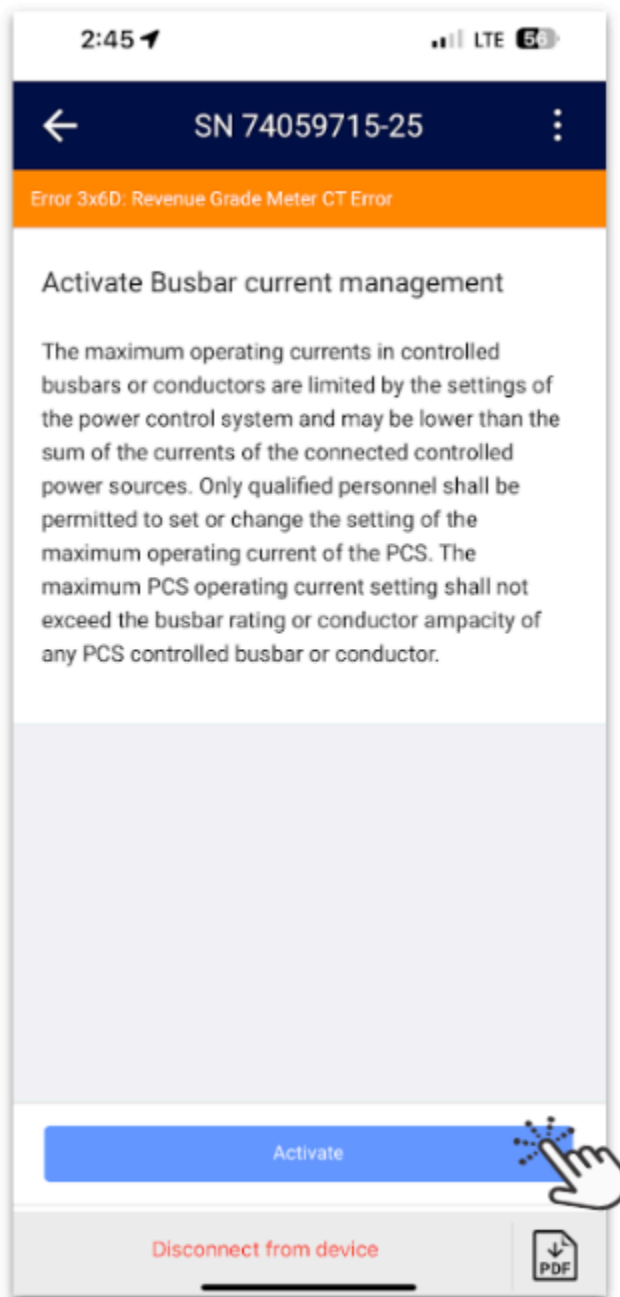 2:45 LTE 56
SN 74059715-25
Error 3x6D: Revenue Grade Meter CT Error
Activate Busbar current management
The maximum operating currents in controlled
busbars or conductors are limited by the settings of
the power control system and may be lower than the
sum of the currents of the connected controlled
power sources. Only qualified personnel shall be
permitted to set or change the setting of the
maximum operating current of the PCS. The
maximum PCS operating current setting shall not
exceed the busbar rating or conductor ampacity of
any PCS controlled busbar or conductor.
Activate
Disconnect from device
PDF